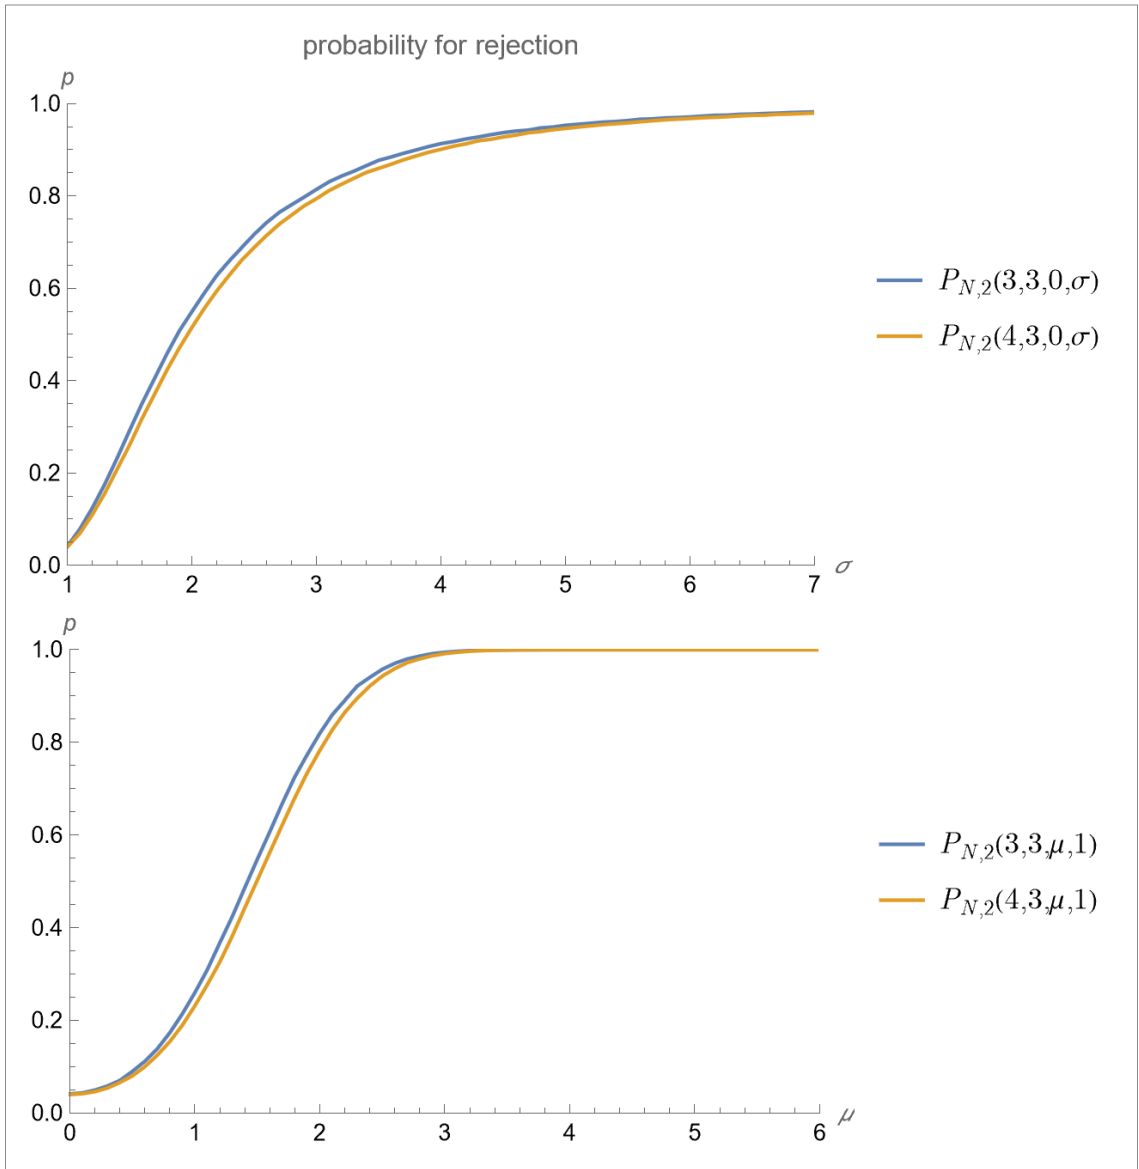 probability for rejection
p
1.0
0.8
0.6
0.4
0.2
0.0
1 2 3 4 5 6 7 σ
P_{N,2}(3,3,0,σ)
P_{N,2}(4,3,0,σ)
p
1.0
0.8
0.6
0.4
0.2
0.0
0 1 2 3 4 5 6 μ
P_{N,2}(3,3,μ,1)
P_{N,2}(4,3,μ,1)